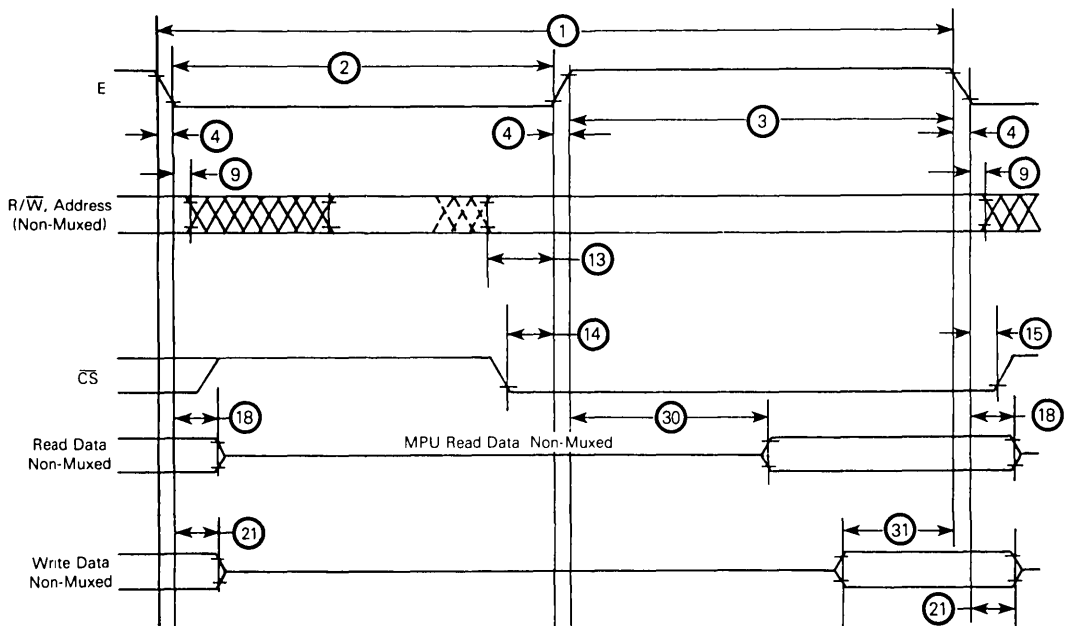 1
2
E
4
4
3
4
9
9
R/W̅, Address
(Non-Muxed)
13
14
15
C̅S̅
18
30
18
Read Data
Non-Muxed
MPU Read Data Non-Muxed
21
31
Write Data
Non-Muxed
21